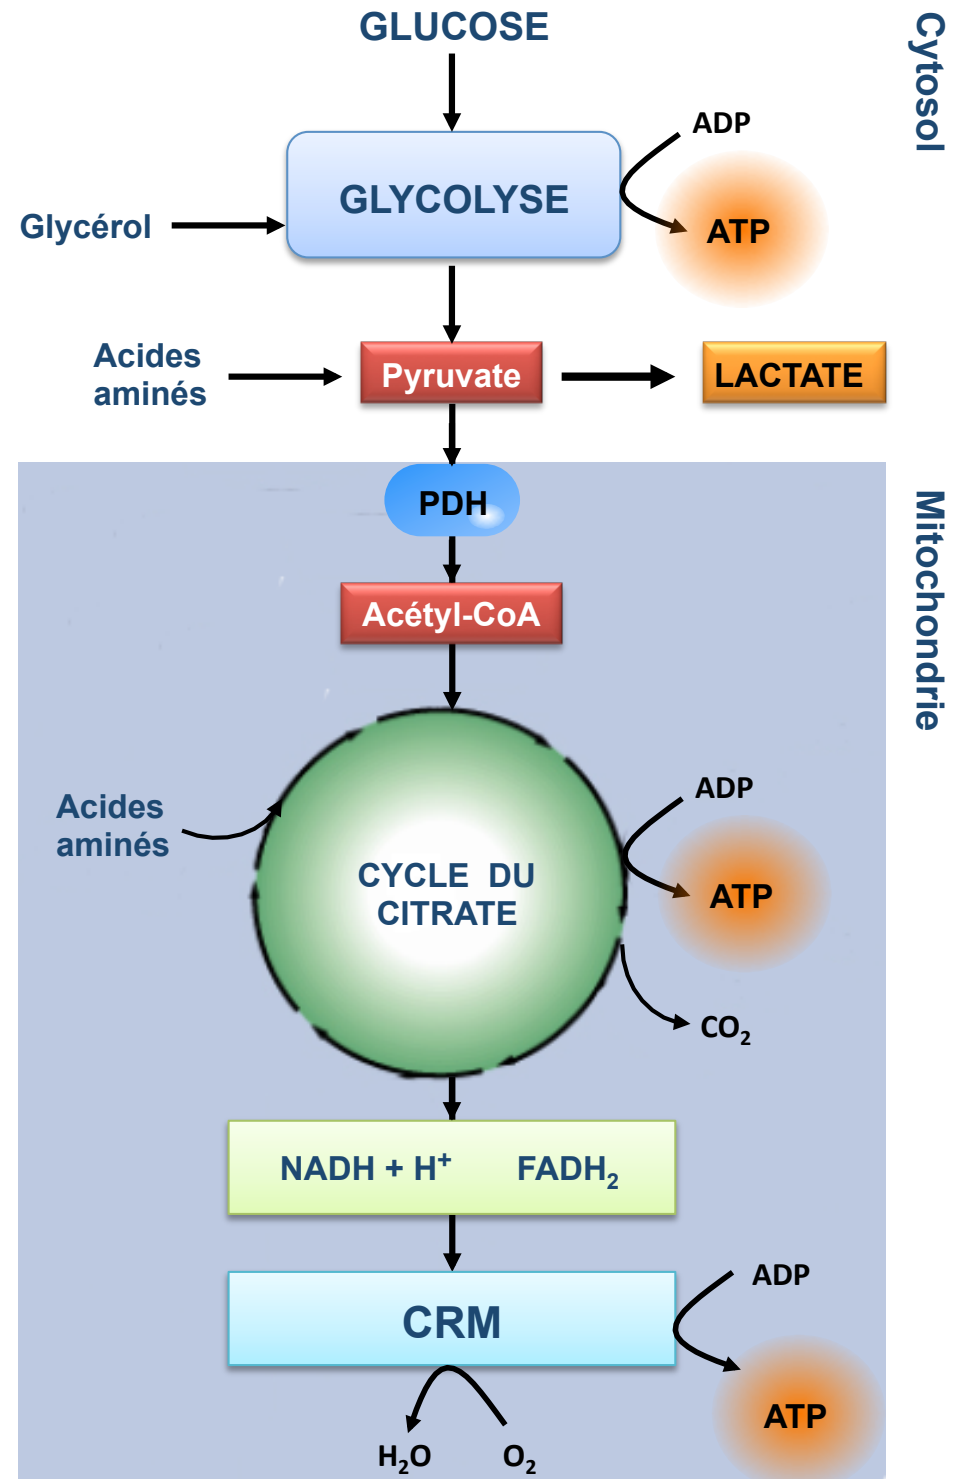 GLUCOSE
Cytosol
ADP
GLYCOLYSE
Glycérol
ATP
Acides
aminés
Pyruvate
LACTATE
PDH
Mitochondrie
Acétyl-CoA
ADP
Acides
aminés
CYCLE DU
CITRATE
ATP
CO₂
NADH + H⁺ FADH₂
ADP
CRM
ATP
H₂O O₂